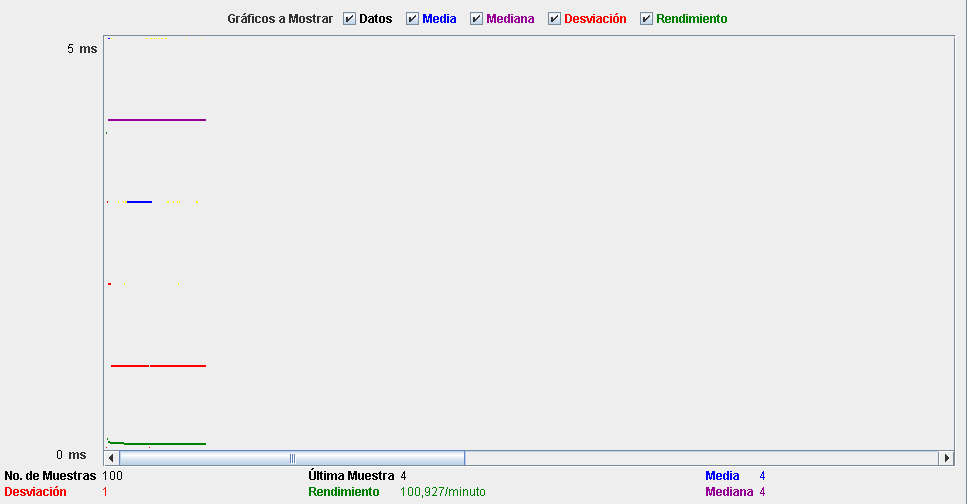 Gráficos a Mostrar Datos Media Mediana Desviación Rendimiento
5 ms
0 ms
No. de Muestras 100 Última Muestra 4 Media 4
Desviación 1 Rendimiento 100,927/minuto Mediana 4